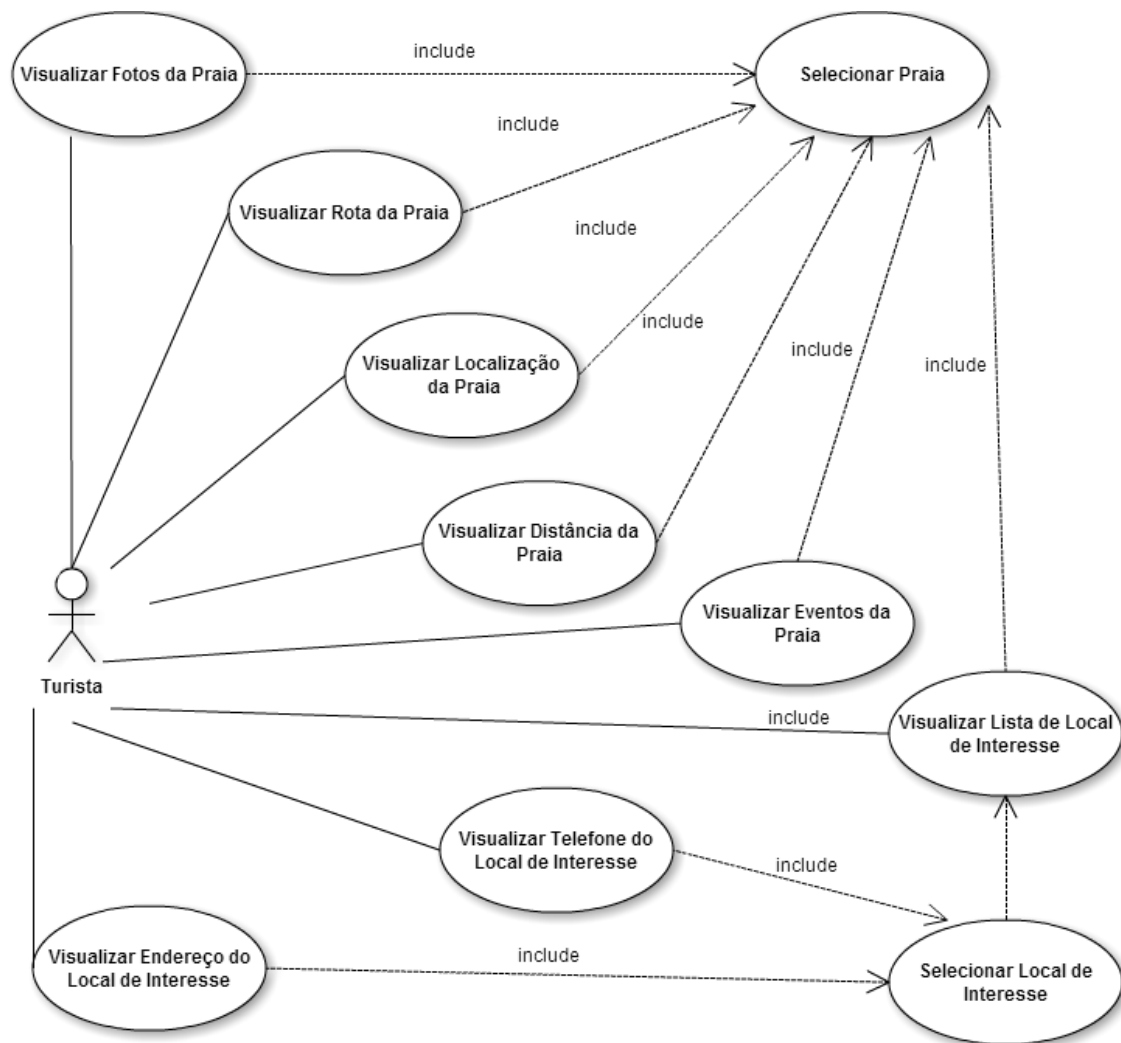 include
Visualizar Fotos da Praia
Selecionar Praia
include
Visualizar Rota da Praia
include
include
include
Visualizar Localização
da Praia
include
Visualizar Distância da
Praia
Visualizar Eventos da
Praia
Turista
include
Visualizar Lista de Local
de Interesse
Visualizar Telefone do
Local de Interesse
include
include
Visualizar Endereço do
Local de Interesse
Selecionar Local de
Interesse